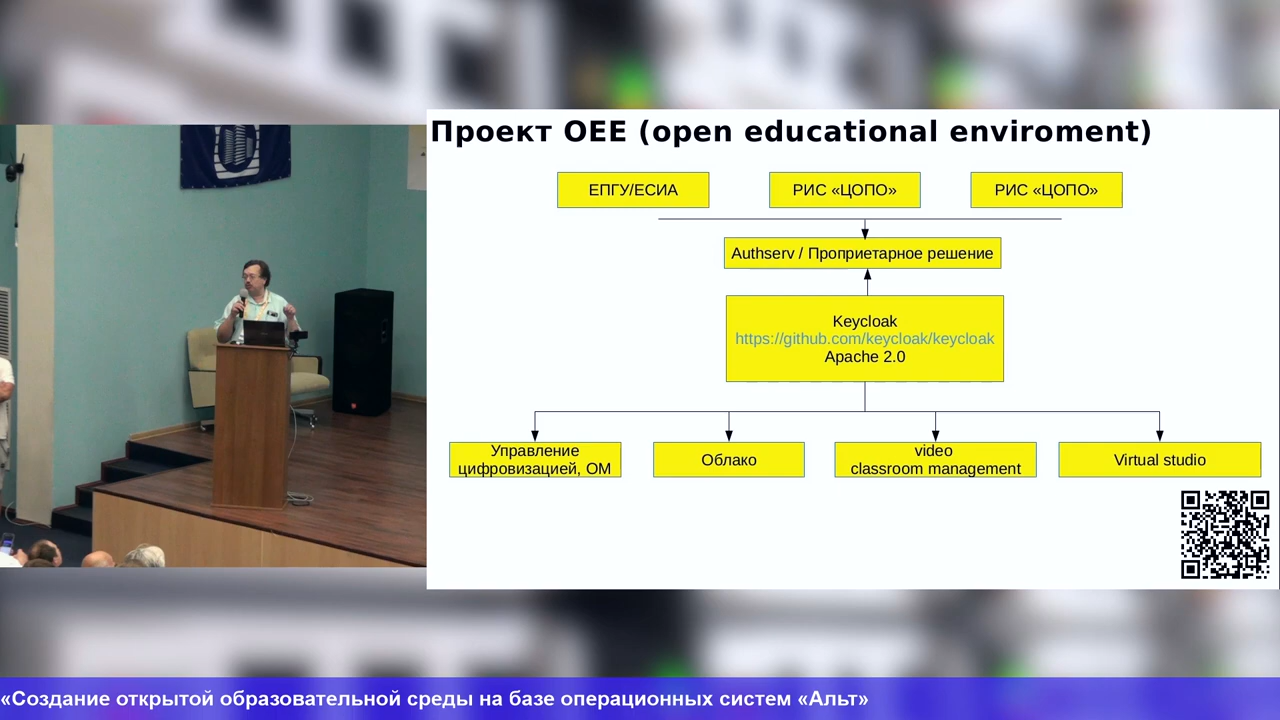 Проект OEE (open educational enviroment)
ЕПГУ/ЕСИА
РИС «ЦОПО»
РИС «ЦОПО»
Authserv / Проприетарное решение
Keycloak
https://github.com/keycloak/keycloak
Apache 2.0
Управление
цифровизацией, ОМ
Облако
video
classroom management
Virtual studio
«Создание открытой образовательной среды на базе операционных систем «Альт»